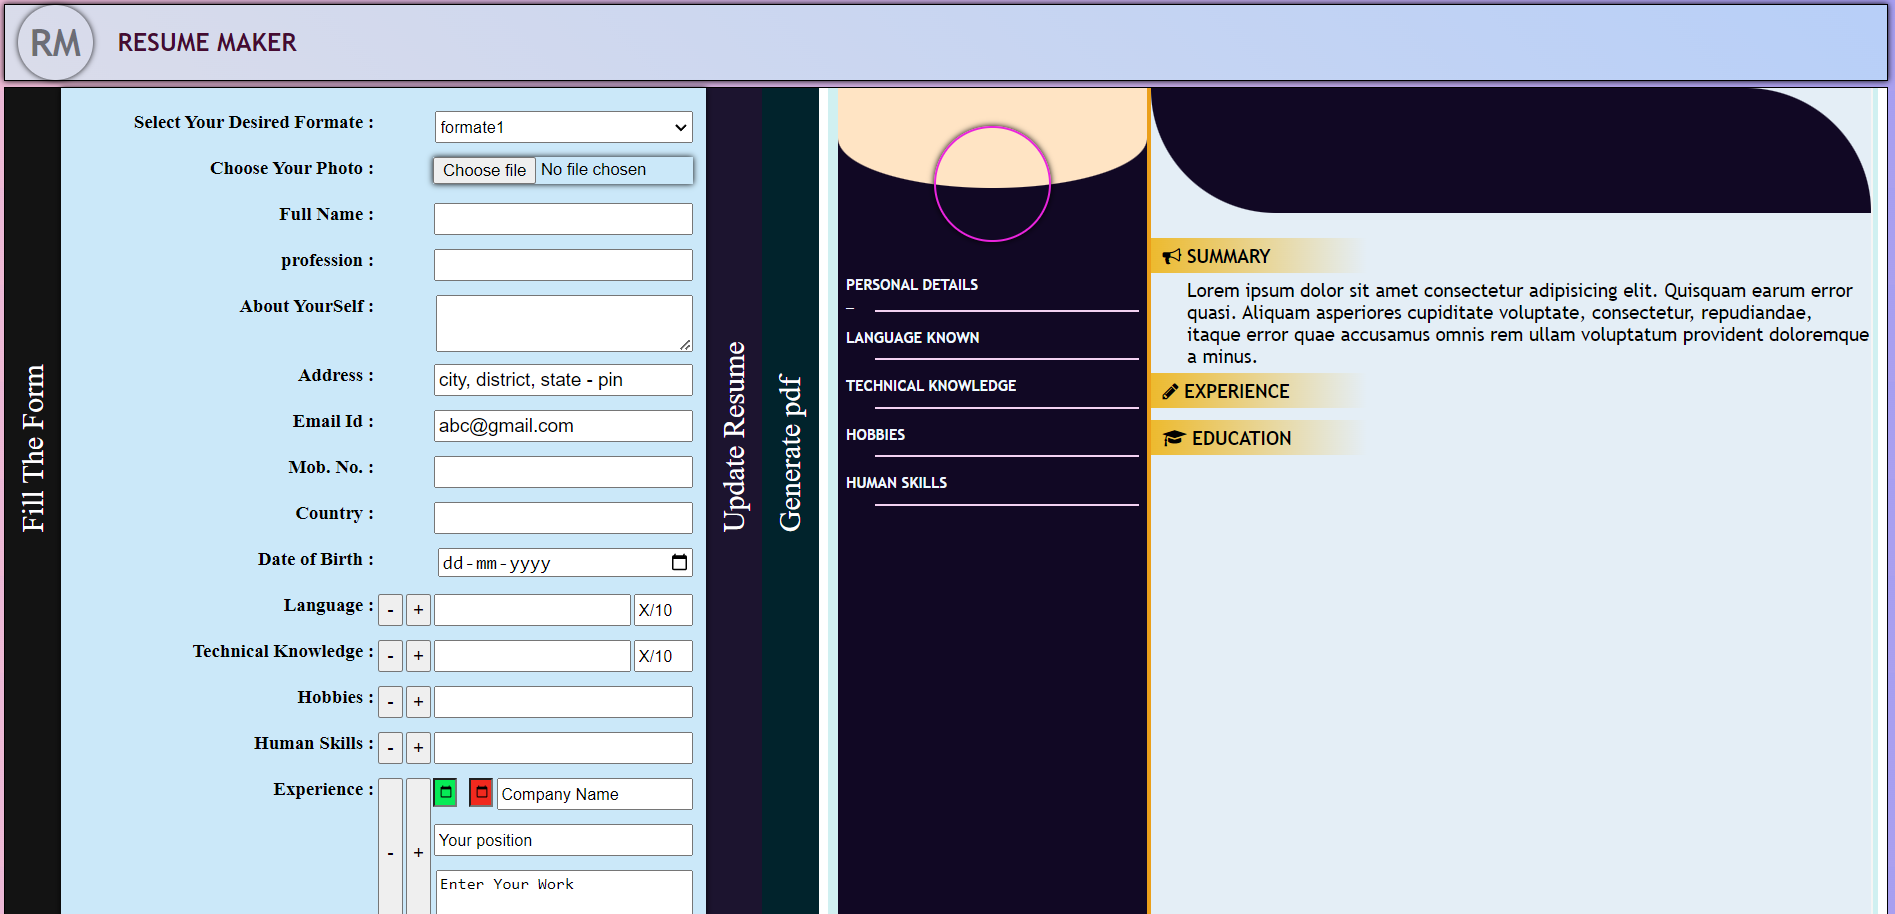 RM
RESUME MAKER
Fill The Form
Select Your Desired Formate :
formate1
Choose Your Photo :
Choose file No file chosen
Full Name :
profession :
About YourSelf :
Address :
city, district, state - pin
Email Id :
abc@gmail.com
Mob. No. :
Country :
Date of Birth :
dd-mm-yyyy
Language :
- +
X/10
Technical Knowledge :
- +
X/10
Hobbies :
- +
Human Skills :
- +
Experience :
- +
Company Name
Your position
Enter Your Work
Update Resume
Generate pdf
PERSONAL DETAILS
LANGUAGE KNOWN
TECHNICAL KNOWLEDGE
HOBBIES
HUMAN SKILLS
SUMMARY
Lorem ipsum dolor sit amet consectetur adipisicing elit. Quisquam earum error
quasi. Aliquam asperiores cupiditate voluptate, consectetur, repudiandae,
itaque error quae accusamus omnis rem ullam voluptatum provident doloremque
a minus.
EXPERIENCE
EDUCATION